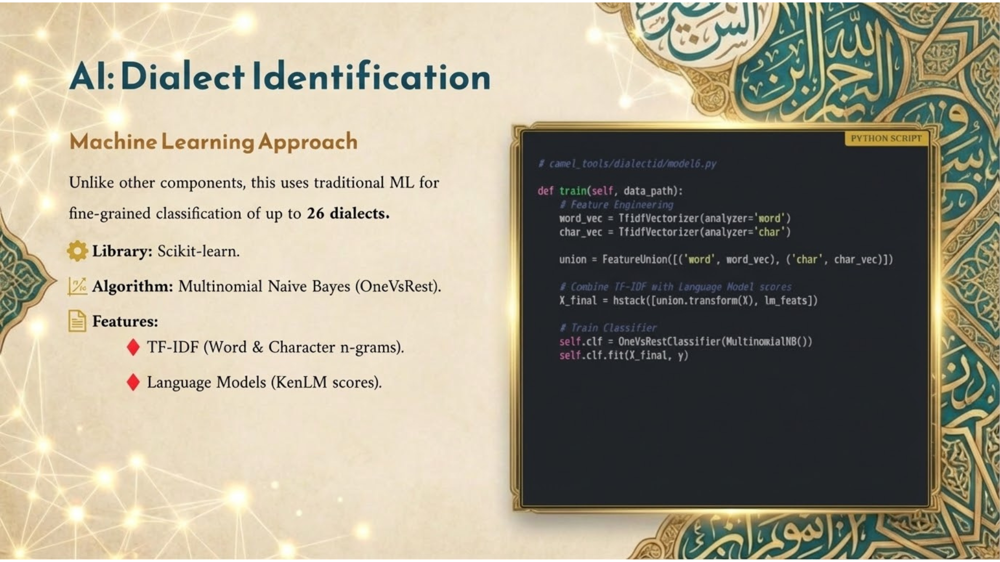 AI: Dialect Identification
Machine Learning Approach
Unlike other components, this uses traditional ML for
fine-grained classification of up to 26 dialects.
Library: Scikit-learn.
Algorithm: Multinomial Naive Bayes (OneVsRest).
Features:
TF-IDF (Word & Character n-grams).
Language Models (KenLM scores).
PYTHON SCRIPT
# camel_tools/dialectid/model6.py
def train(self, data_path):
# Feature Engineering
word_vec = TfidfVectorizer(analyzer='word')
char_vec = TfidfVectorizer(analyzer='char')
union = FeatureUnion([('word', word_vec), ('char', char_vec)])
# Combine TF-IDF with Language Model scores
X_final = hstack([union.transform(X), lm_feats])
# Train Classifier
self.clf = OneVsRestClassifier(MultinomialNB())
self.clf.fit(X_final, y)